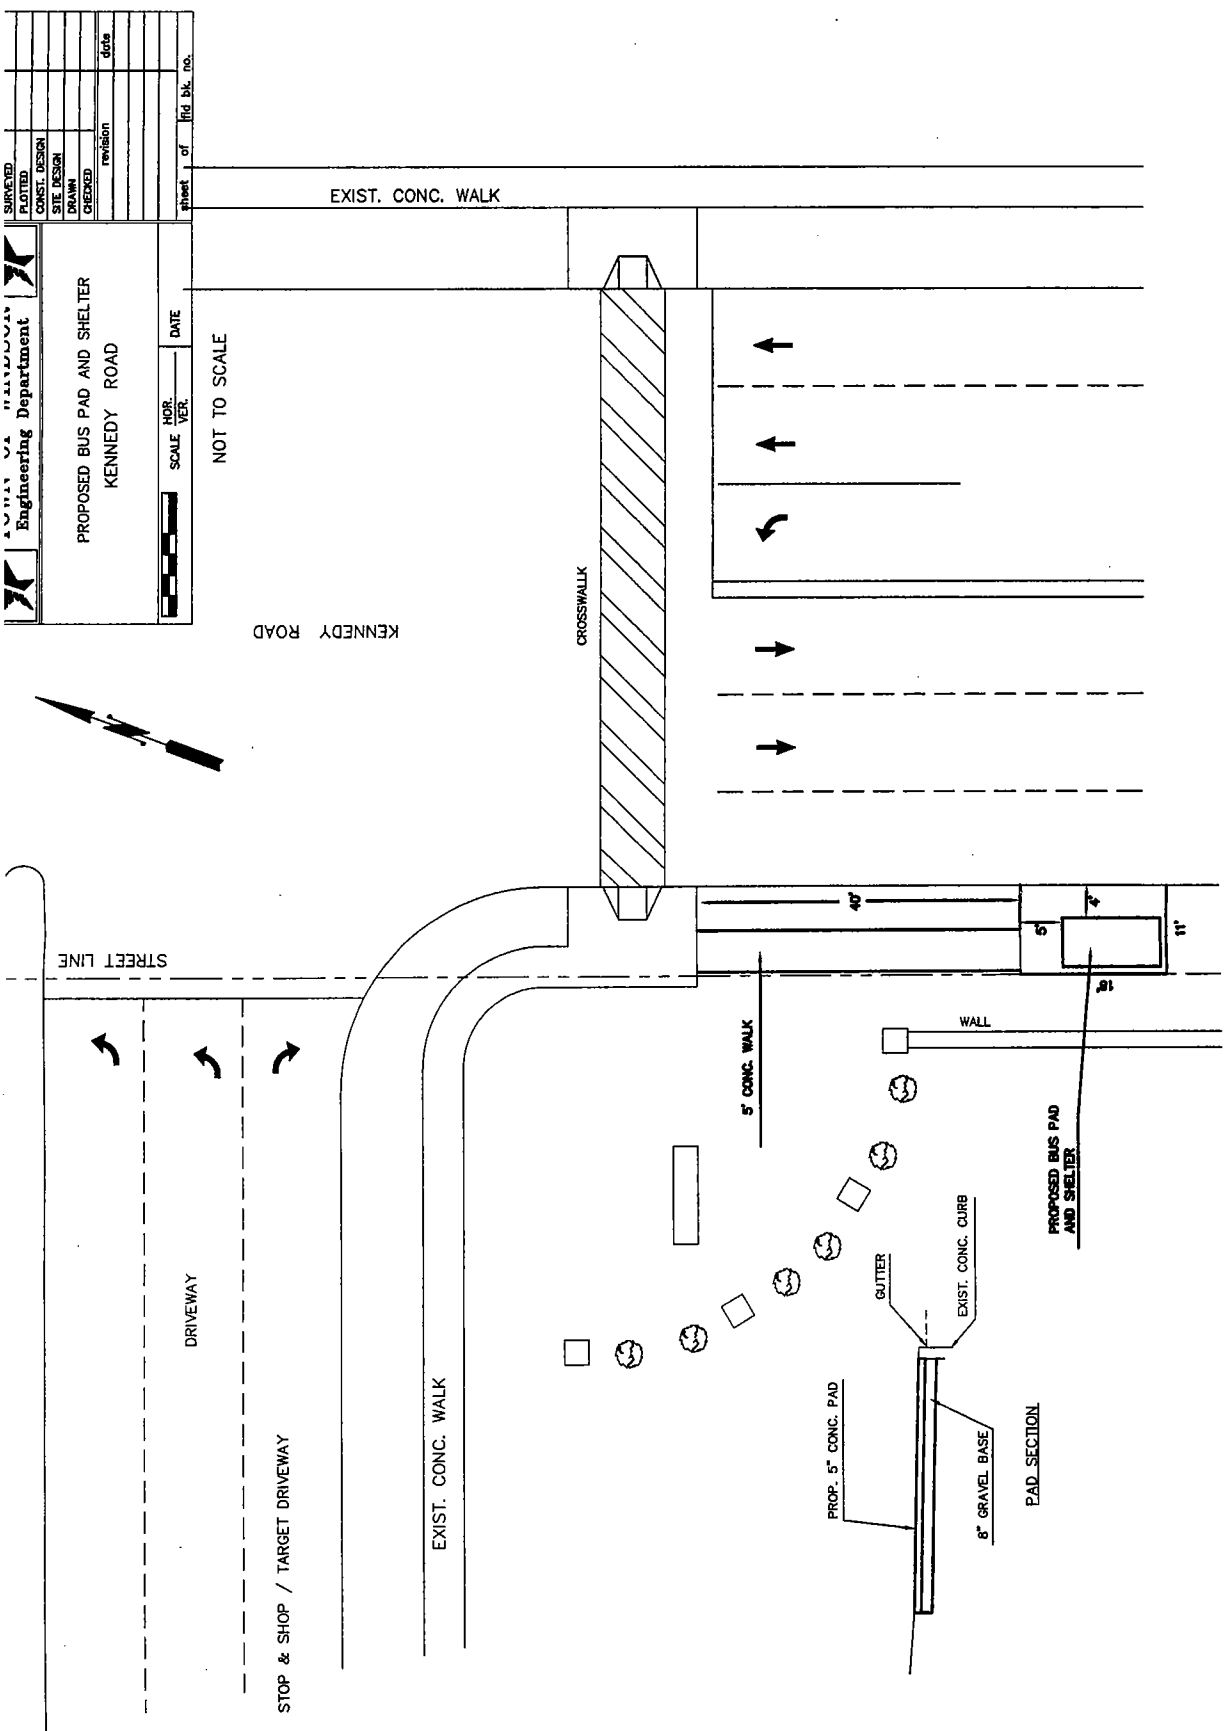 SURVEYED
PLOTTED
CONST. DESIGN
SITE DESIGN
DRAWN
CHECKED
revision date
sheet of fld bk. no.
Engineering Department
PROPOSED BUS PAD AND SHELTER
KENNEDY ROAD
SCALE HOR.
VER.
DATE
NOT TO SCALE
EXIST. CONC. WALK
KENNEDY ROAD
CROSSWALLK
STREET LINE
40'
5'
4'
11'
18'
5' CONC. WALK
WALL
PROPOSED BUS PAD
AND SHELTER
DRIVEWAY
STOP & SHOP / TARGET DRIVEWAY
EXIST. CONC. WALK
GUTTER
EXIST. CONC. CURB
PROP. 5" CONC. PAD
8" GRAVEL BASE
PAD SECTION